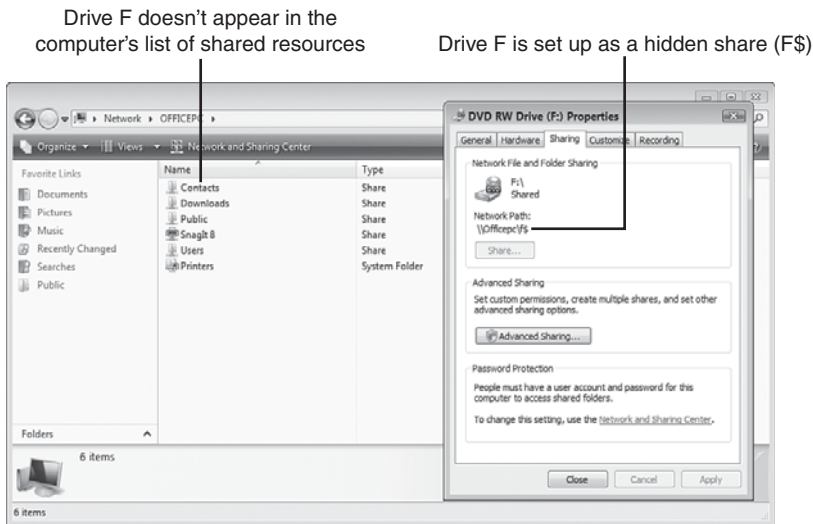 Drive F doesn't appear in the
computer's list of shared resources
Drive F is set up as a hidden share (F$)
Network
OFFICEPC
Organize
Views
Network and Sharing Center
Favorite Links
Documents
Pictures
Music
Recently Changed
Searches
Public
Folders
Name
Type
Contacts
Share
Downloads
Share
Public
Share
SnagIt 8
Share
Users
Share
Printers
System Folder
6 items
6 items
DVD RW Drive (F:) Properties
General
Hardware
Sharing
Customize
Recording
Network File and Folder Sharing
F:\
Shared
Network Path:
\\Officepc\f$
Share...
Advanced Sharing
Set custom permissions, create multiple shares, and set other
advanced sharing options.
Advanced Sharing...
Password Protection
People must have a user account and password for this
computer to access shared folders.
To change this setting, use the Network and Sharing Center.
Close
Cancel
Apply